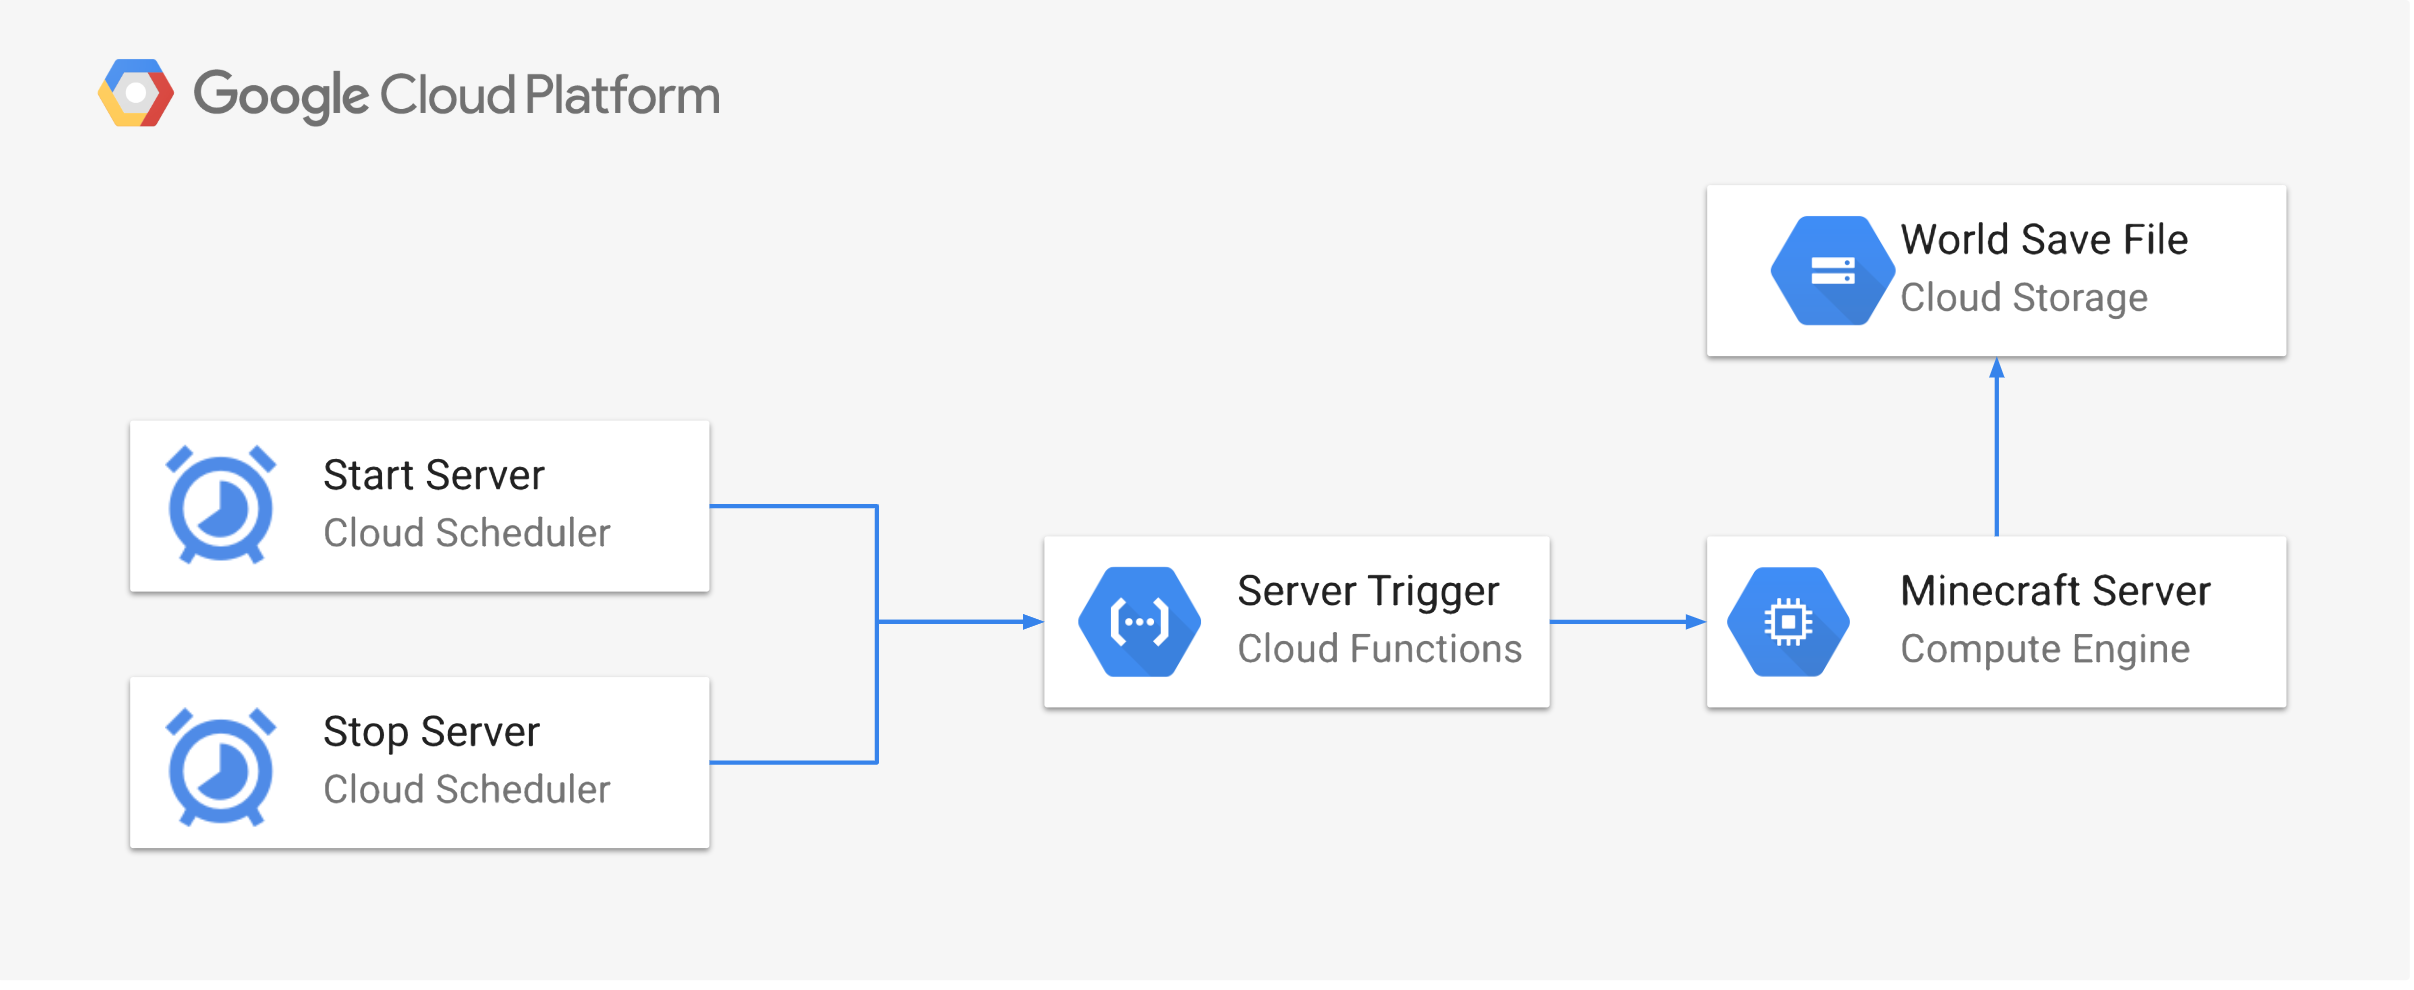 Google Cloud Platform
World Save File
Cloud Storage
Start Server
Cloud Scheduler
Server Trigger
Cloud Functions
Minecraft Server
Compute Engine
Stop Server
Cloud Scheduler